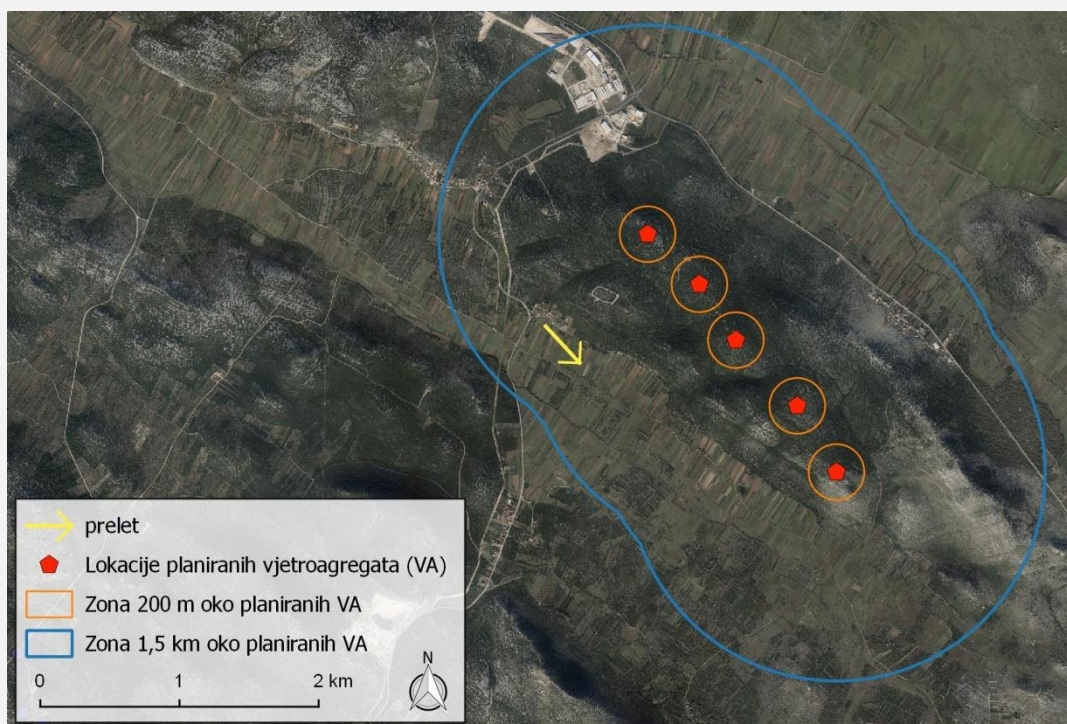 prelet
Lokacije planiranih vjetroagregata (VA)
Zona 200 m oko planiranih VA
Zona 1,5 km oko planiranih VA
N
0 1 2 km